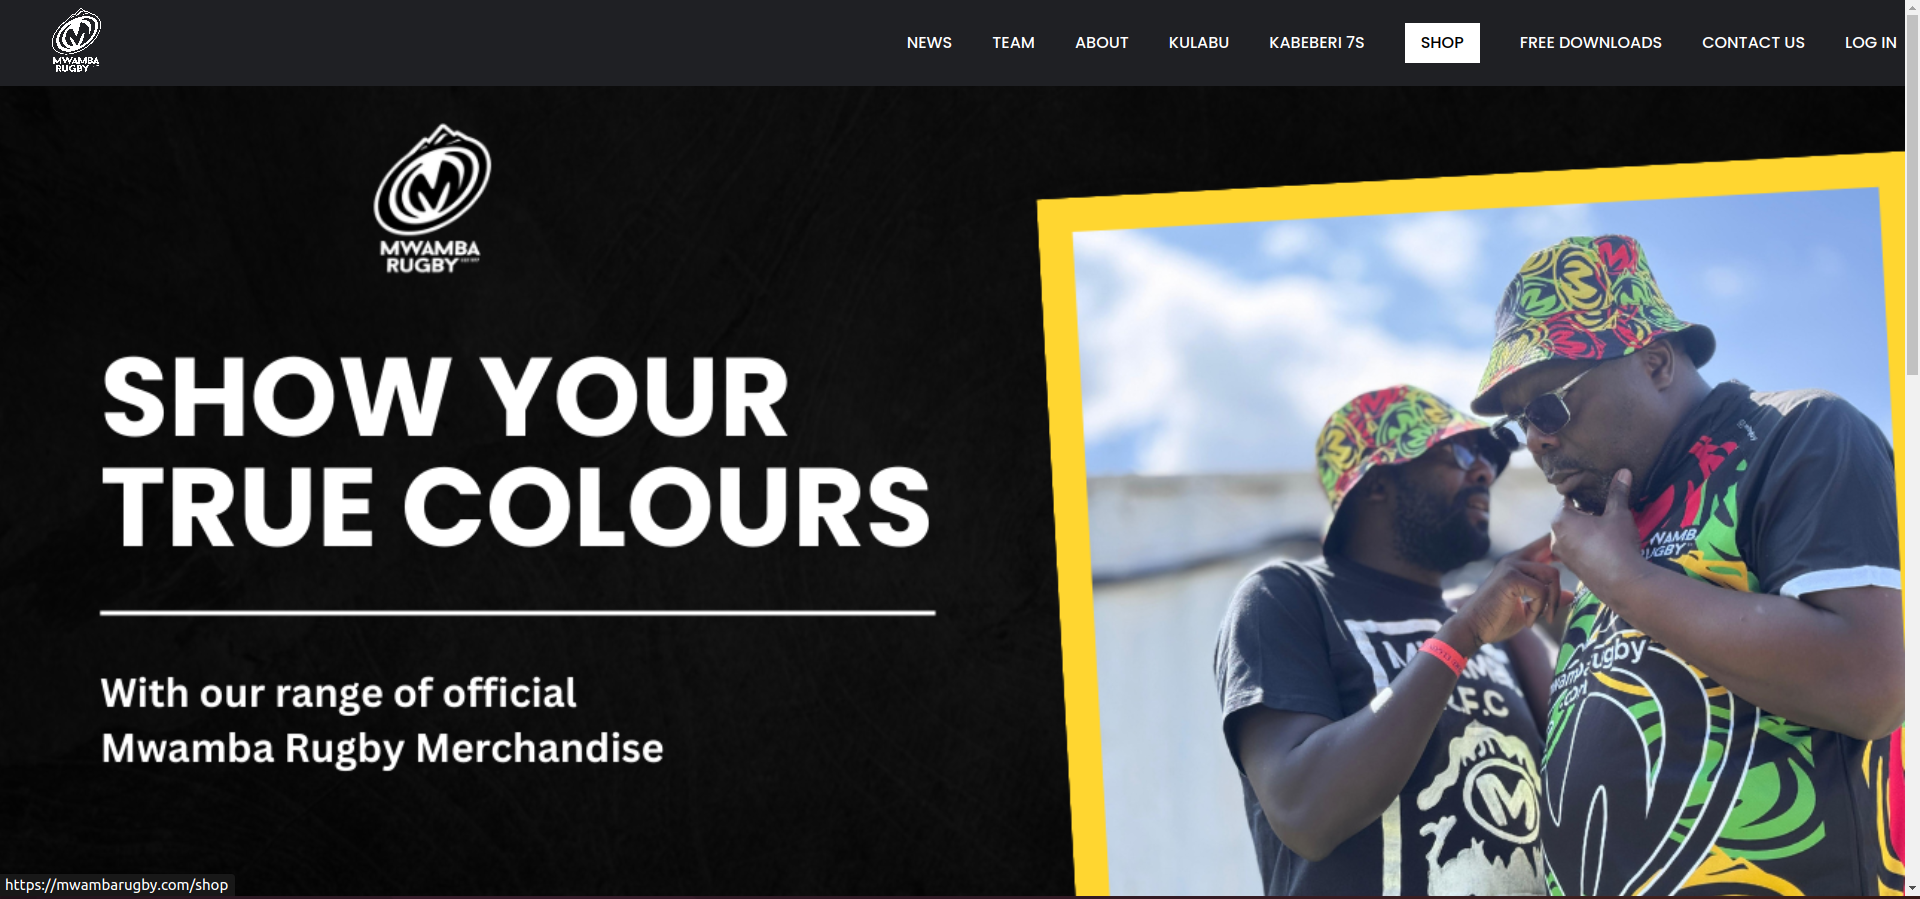 MWAMBA
RUGBY
NEWS
TEAM
ABOUT
KULABU
KABEBERI 7S
SHOP
FREE DOWNLOADS
CONTACT US
LOG IN
MWAMBA
RUGBY
SHOW YOUR
TRUE COLOURS
With our range of official
Mwamba Rugby Merchandise
rugby
https://mwambarugby.com/shop